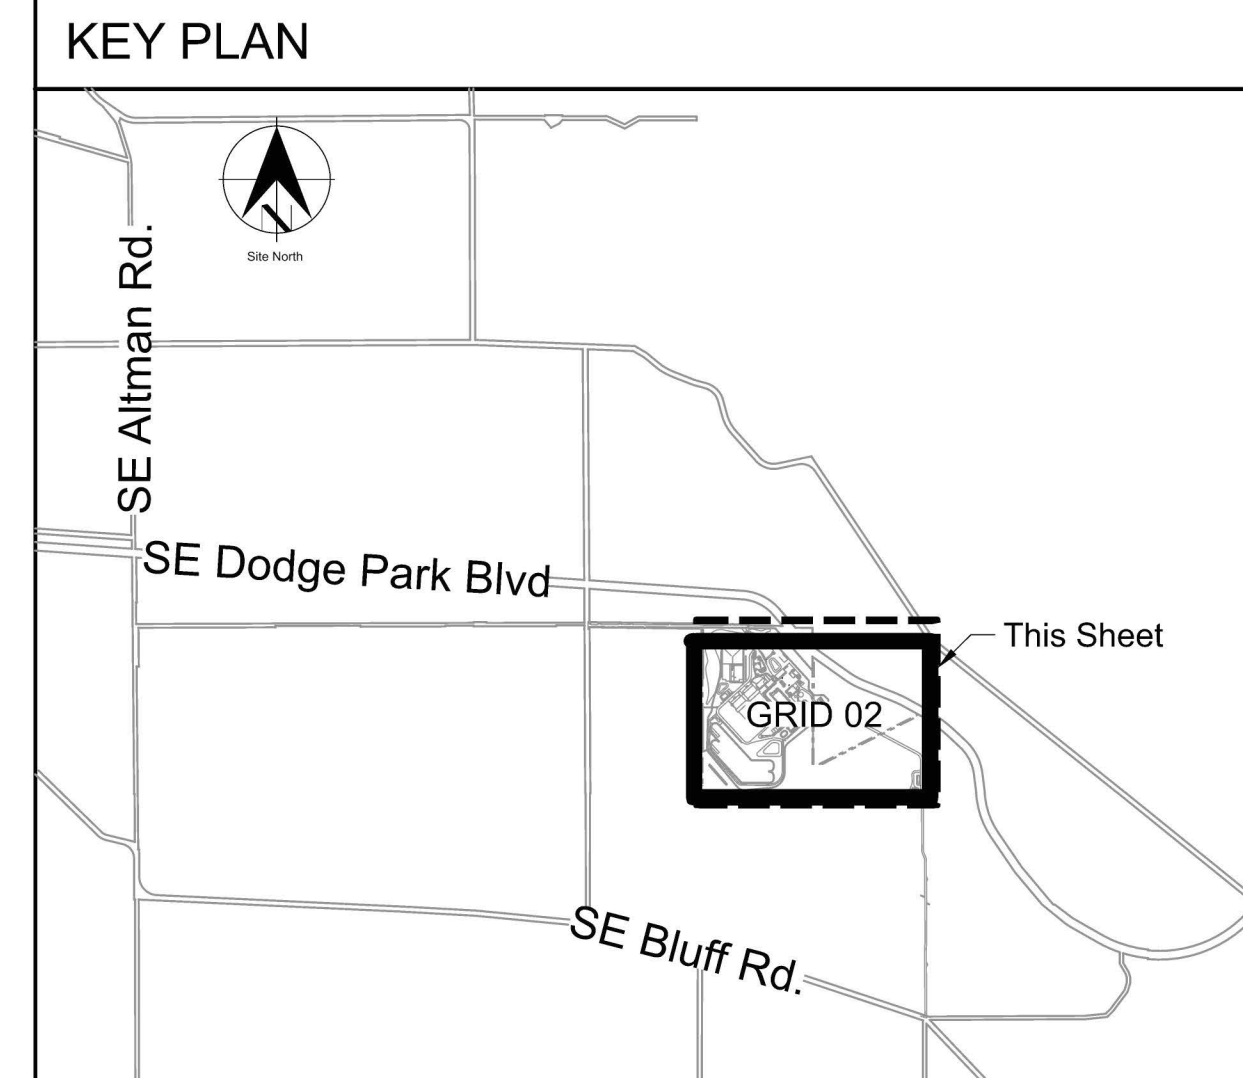 KEY PLAN
N
Site North
SE Altman Rd.
SE Dodge Park Blvd
This Sheet
GRID 02
SE Bluff Rd.